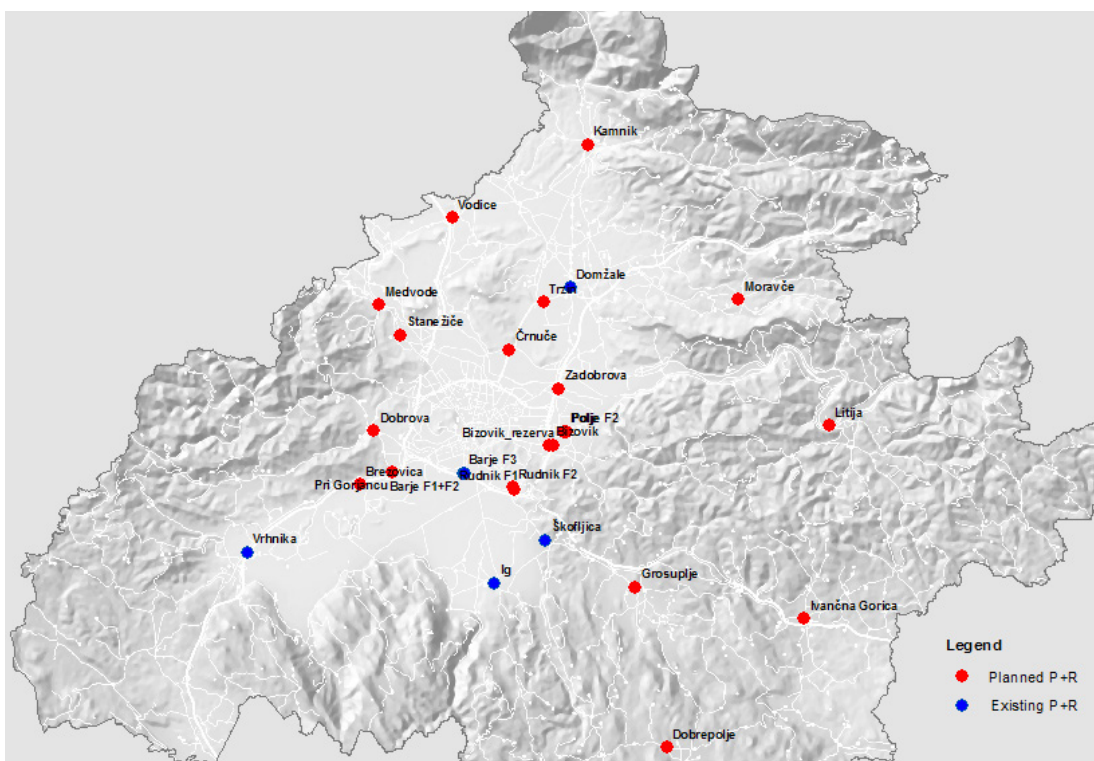 Kamnik
Vodice
Domžale
Trzin
Moravče
Medvode
Stanežiče
Črnuče
Zadobrova
Litija
Dobrova
Polje F2
Bizovik_rezerva
Bizovik
Barje F3
Brezovica
Rudnik F1
Rudnik F2
Pri Gorjancu
Barje F1+F2
Škofljica
Vrhnika
Ig
Grosuplje
Ivančna Gorica
Legend
Planned P+R
Existing P+R
Dobrepolje